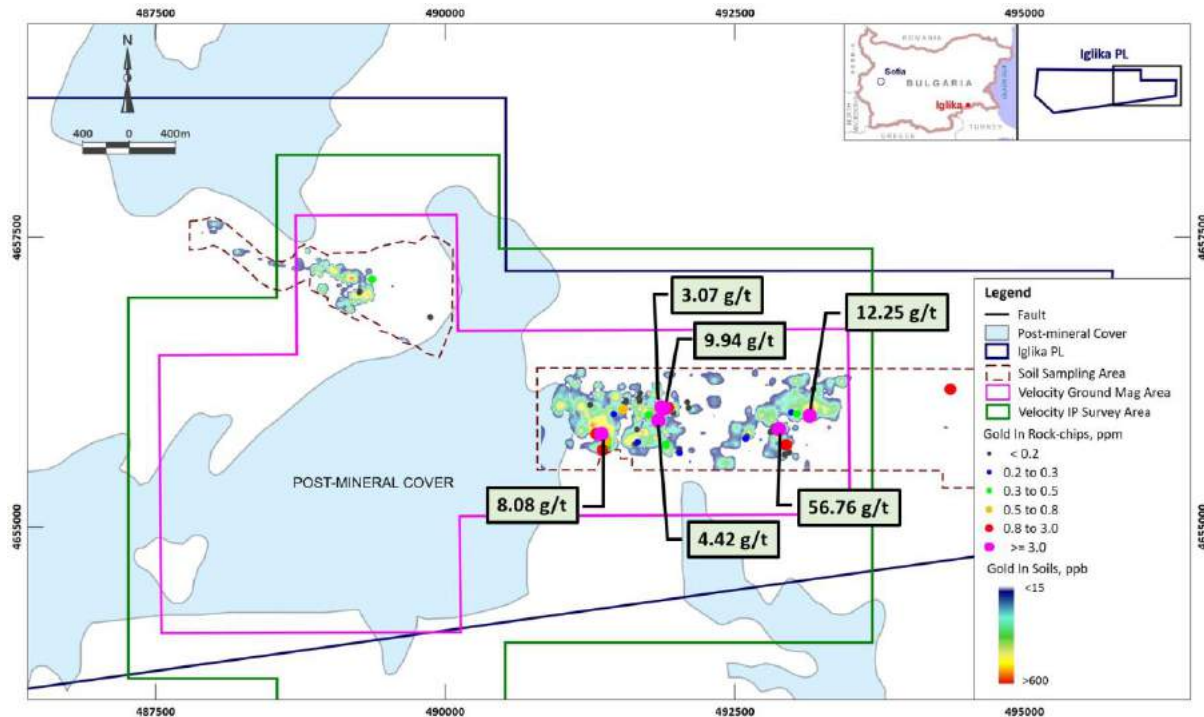 487500
490000
492500
495000
N
400
0
400m
ROMANIA
Sofia
BULGARIA
Iglika
GREECE
TURKEY
Iglika PL
4657500
4657500
3.07 g/t
12.25 g/t
9.94 g/t
POST-MINERAL COVER
8.08 g/t
56.76 g/t
4.42 g/t
4655000
4655000
Legend
Fault
Post-mineral Cover
Iglika PL
Soil Sampling Area
Velocity Ground Mag Area
Velocity IP Survey Area
Gold In Rock-chips, ppm
< 0.2
0.2 to 0.3
0.3 to 0.5
0.5 to 0.8
0.8 to 3.0
>= 3.0
Gold In Soils, ppb
<15
>600
487500
490000
492500
495000